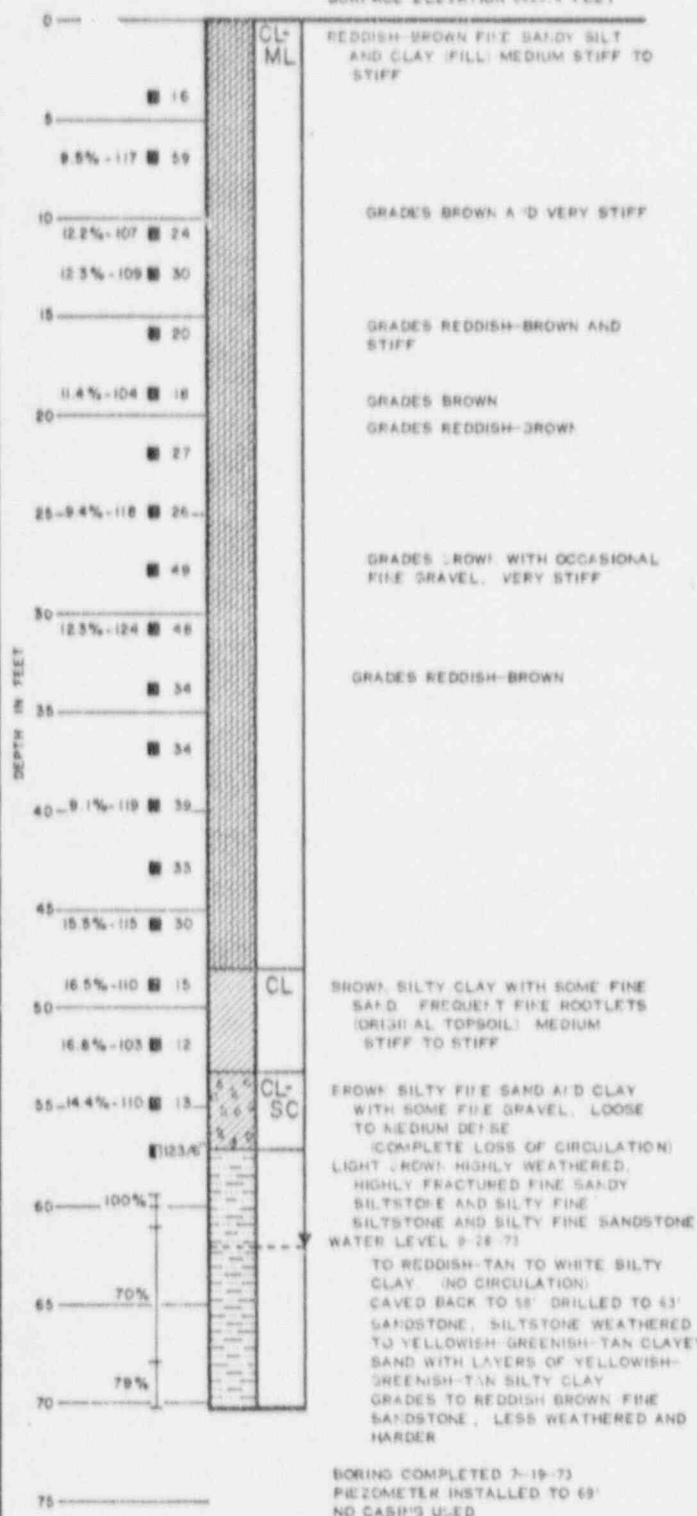 0
CL-
ML
REDDISH-BROWN FINE SANDY SILT
AND CLAY (FILL) MEDIUM STIFF TO
STIFF
16
5
9.5%-117 59
10
GRADES BROWN AND VERY STIFF
12.2%-107 24
12.3%-109 30
15
20
GRADES REDDISH-BROWN AND
STIFF
11.4%-104 18
GRADES BROWN
20
GRADES REDDISH-BROWN
27
25 9.4%-118 26
49
GRADES BROWN WITH OCCASIONAL
FINE GRAVEL, VERY STIFF
30
12.3%-124 48
34
GRADES REDDISH-BROWN
DEPTH IN FEET
35
34
40 9.1%-119 39
33
45
15.5%-115 30
16.5%-110 15
CL
BROWN SILTY CLAY WITH SOME FINE
SAND FREQUENT FINE ROOTLETS
(ORIGINAL TOPSOIL) MEDIUM
STIFF TO STIFF
50
16.8%-103 12
CL-
SC
BROWN SILTY FINE SAND AND CLAY
WITH SOME FINE GRAVEL, LOOSE
TO MEDIUM DENSE
(COMPLETE LOSS OF CIRCULATION)
55 14.4%-110 13
123/6"
LIGHT BROWN HIGHLY WEATHERED,
HIGHLY FRACTURED FINE SANDY
SILTSTONE AND SILTY FINE
SILTSTONE AND SILTY FINE SANDSTONE
60 100%
WATER LEVEL 9-28-73
TO REDDISH-TAN TO WHITE SILTY
CLAY (NO CIRCULATION)
CAVED BACK TO 58' DRILLED TO 63'
SANDSTONE, SILTSTONE WEATHERED
TO YELLOWISH-GREENISH-TAN CLAYEY
SAND WITH LAYERS OF YELLOWISH-
GREENISH-TAN SILTY CLAY
GRADES TO REDDISH BROWN FINE
SANDSTONE, LESS WEATHERED AND
HARDER
70%
65
79%
70
BORING COMPLETED 7-19-73
PIEZOMETER INSTALLED TO 69'
NO CASING USED
75